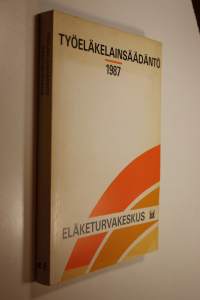 TYÖELÄKELAINSÄÄDÄNTÖ
1987
ELÄKETURVAKESKUS